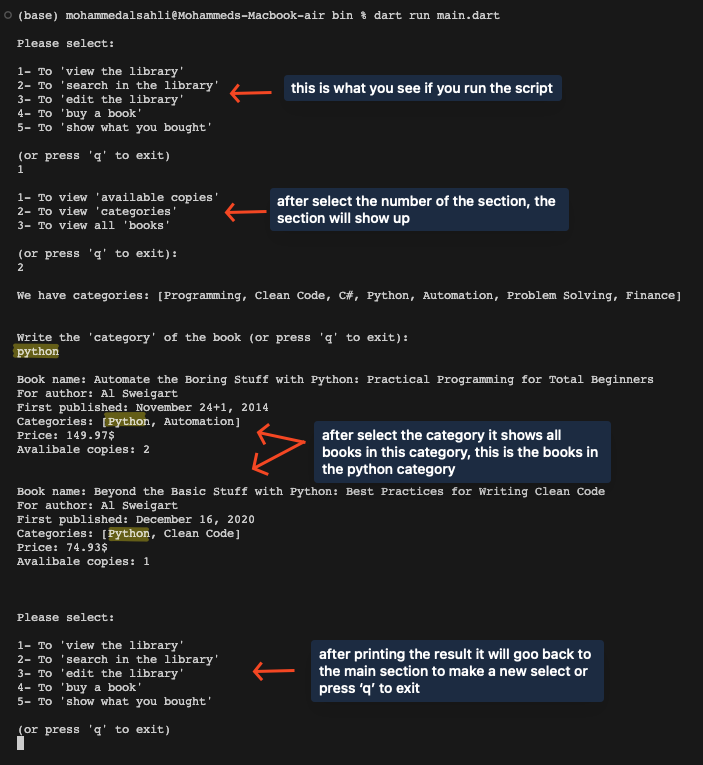 (base) mohammedalsahli@Mohammeds-Macbook-air bin % dart run main.dart
Please select:
1- To 'view the library'
2- To 'search in the library'
3- To 'edit the library'
4- To 'buy a book'
5- To 'show what you bought'
this is what you see if you run the script
(or press 'q' to exit)
1
1- To view 'available copies'
2- To view 'categories'
3- To view all 'books'
after select the number of the section, the
section will show up
(or press 'q' to exit):
2
We have categories: [Programming, Clean Code, C#, Python, Automation, Problem Solving, Finance]
Write the 'category' of the book (or press 'q' to exit):
python
Book name: Automate the Boring Stuff with Python: Practical Programming for Total Beginners
For author: Al Sweigart
First published: November 24+1, 2014
Categories: [Python, Automation]
Price: 149.97$
Avalibale copies: 2
after select the category it shows all
books in this category, this is the books in
the python category
Book name: Beyond the Basic Stuff with Python: Best Practices for Writing Clean Code
For author: Al Sweigart
First published: December 16, 2020
Categories: [Python, Clean Code]
Price: 74.93$
Avalibale copies: 1
Please select:
1- To 'view the library'
2- To 'search in the library'
3- To 'edit the library'
4- To 'buy a book'
5- To 'show what you bought'
after printing the result it will goo back to
the main section to make a new select or
press ‘q’ to exit
(or press 'q' to exit)